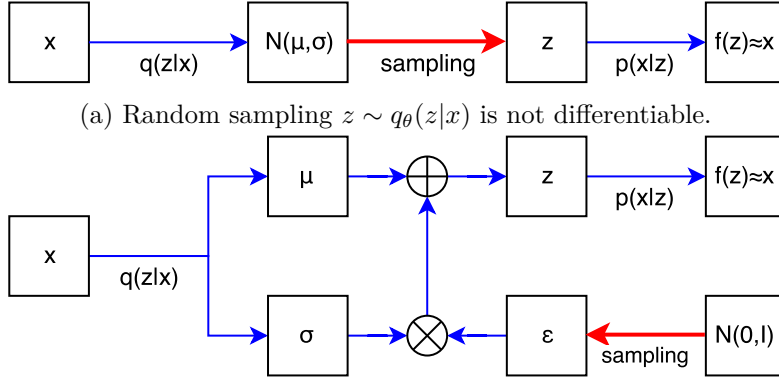 x
q(z|x)
N(μ,σ)
sampling
z
p(x|z)
f(z)≈x
(a) Random sampling z ∼ qθ(z|x) is not differentiable.
x
q(z|x)
μ
z
p(x|z)
f(z)≈x
σ
ε
sampling
N(0,I)